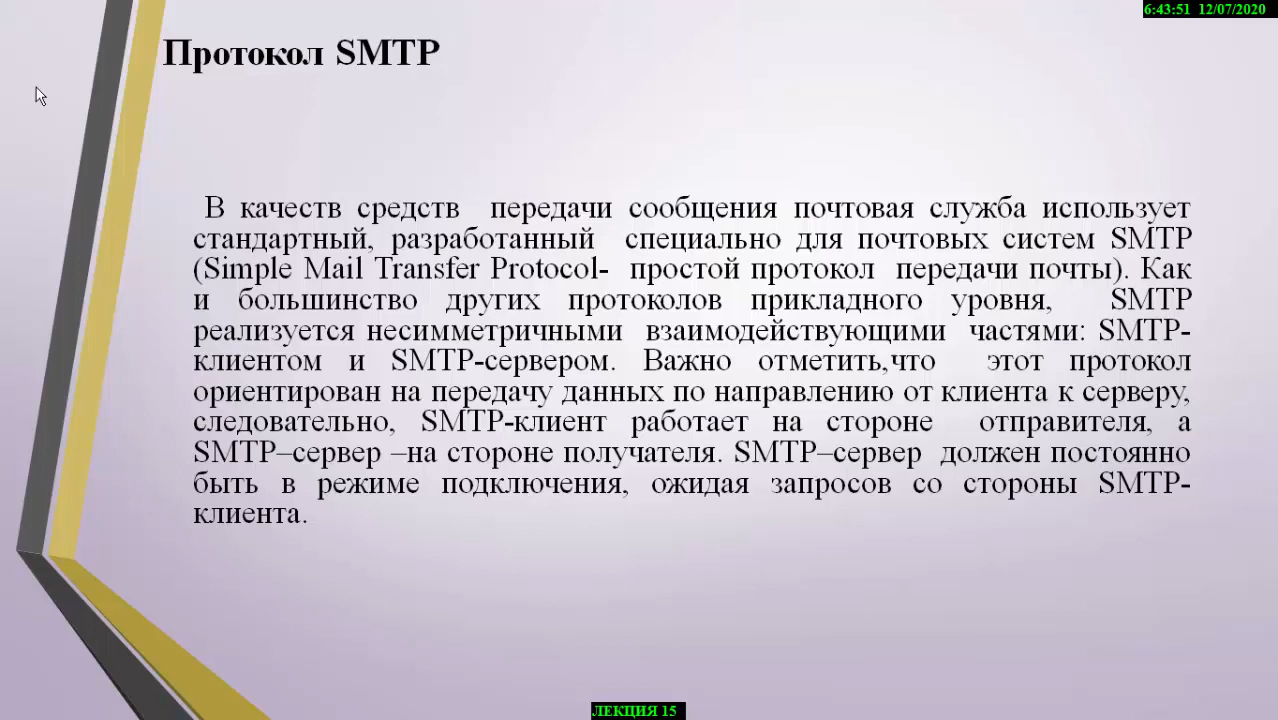 6:43:51 12/07/2020
Протокол SMTP
В качеств средств передачи сообщения почтовая служба использует
стандартный, разработанный специально для почтовых систем SMTP
(Simple Mail Transfer Protocol- простой протокол передачи почты). Как
и большинство других протоколов прикладного уровня, SMTP
реализуется несимметричными взаимодействующими частями: SMTP-
клиентом и SMTP-сервером. Важно отметить,что этот протокол
ориентирован на передачу данных по направлению от клиента к серверу,
следовательно, SMTP-клиент работает на стороне отправителя, а
SMTP–сервер –на стороне получателя. SMTP–сервер должен постоянно
быть в режиме подключения, ожидая запросов со стороны SMTP-
клиента.
ЛЕКЦИЯ 15